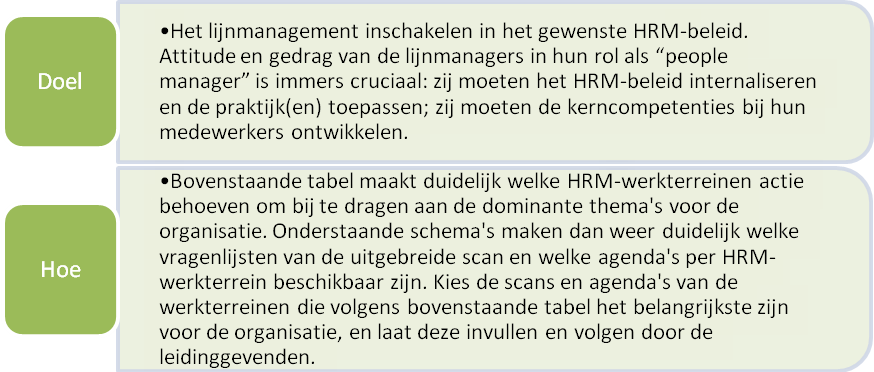 Doel
•Het lijnmanagement inschakelen in het gewenste HRM-beleid.
Attitude en gedrag van de lijnmanagers in hun rol als “people
manager” is immers cruciaal: zij moeten het HRM-beleid internaliseren
en de praktijk(en) toepassen; zij moeten de kerncompetenties bij hun
medewerkers ontwikkelen.
Hoe
•Bovenstaande tabel maakt duidelijk welke HRM-werkterreinen actie
behoeven om bij te dragen aan de dominante thema's voor de
organisatie. Onderstaande schema's maken dan weer duidelijk welke
vragenlijsten van de uitgebreide scan en welke agenda's per HRM-
werkterrein beschikbaar zijn. Kies de scans en agenda's van de
werkterreinen die volgens bovenstaande tabel het belangrijkste zijn
voor de organisatie, en laat deze invullen en volgen door de
leidinggevenden.